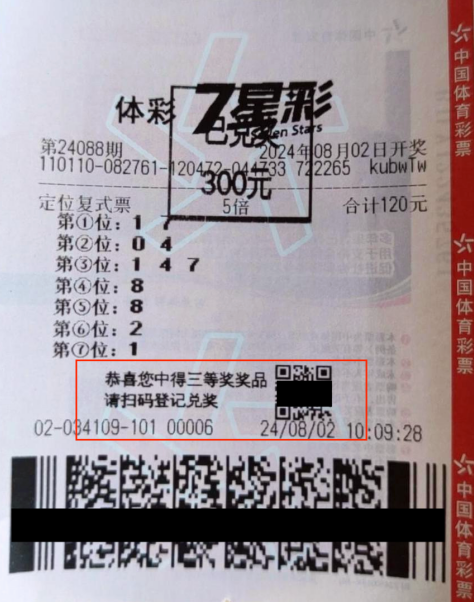 体彩 7星彩
Seven Stars
已兑奖
300元
第24088期 2024年08月02日开奖
110110-082761-120472-044733 722265 kubw1w
定位复式票 5倍 合计120元
第①位：1 7
第②位：0 4
第③位：1 4 7
第④位：8
第⑤位：8
第⑥位：2
第⑦位：1
恭喜您中得三等奖奖品
请扫码登记兑奖
02-034109-101 00006 24/08/02 10:09:28
中国体育彩票
中国体育彩票
中国体育彩票